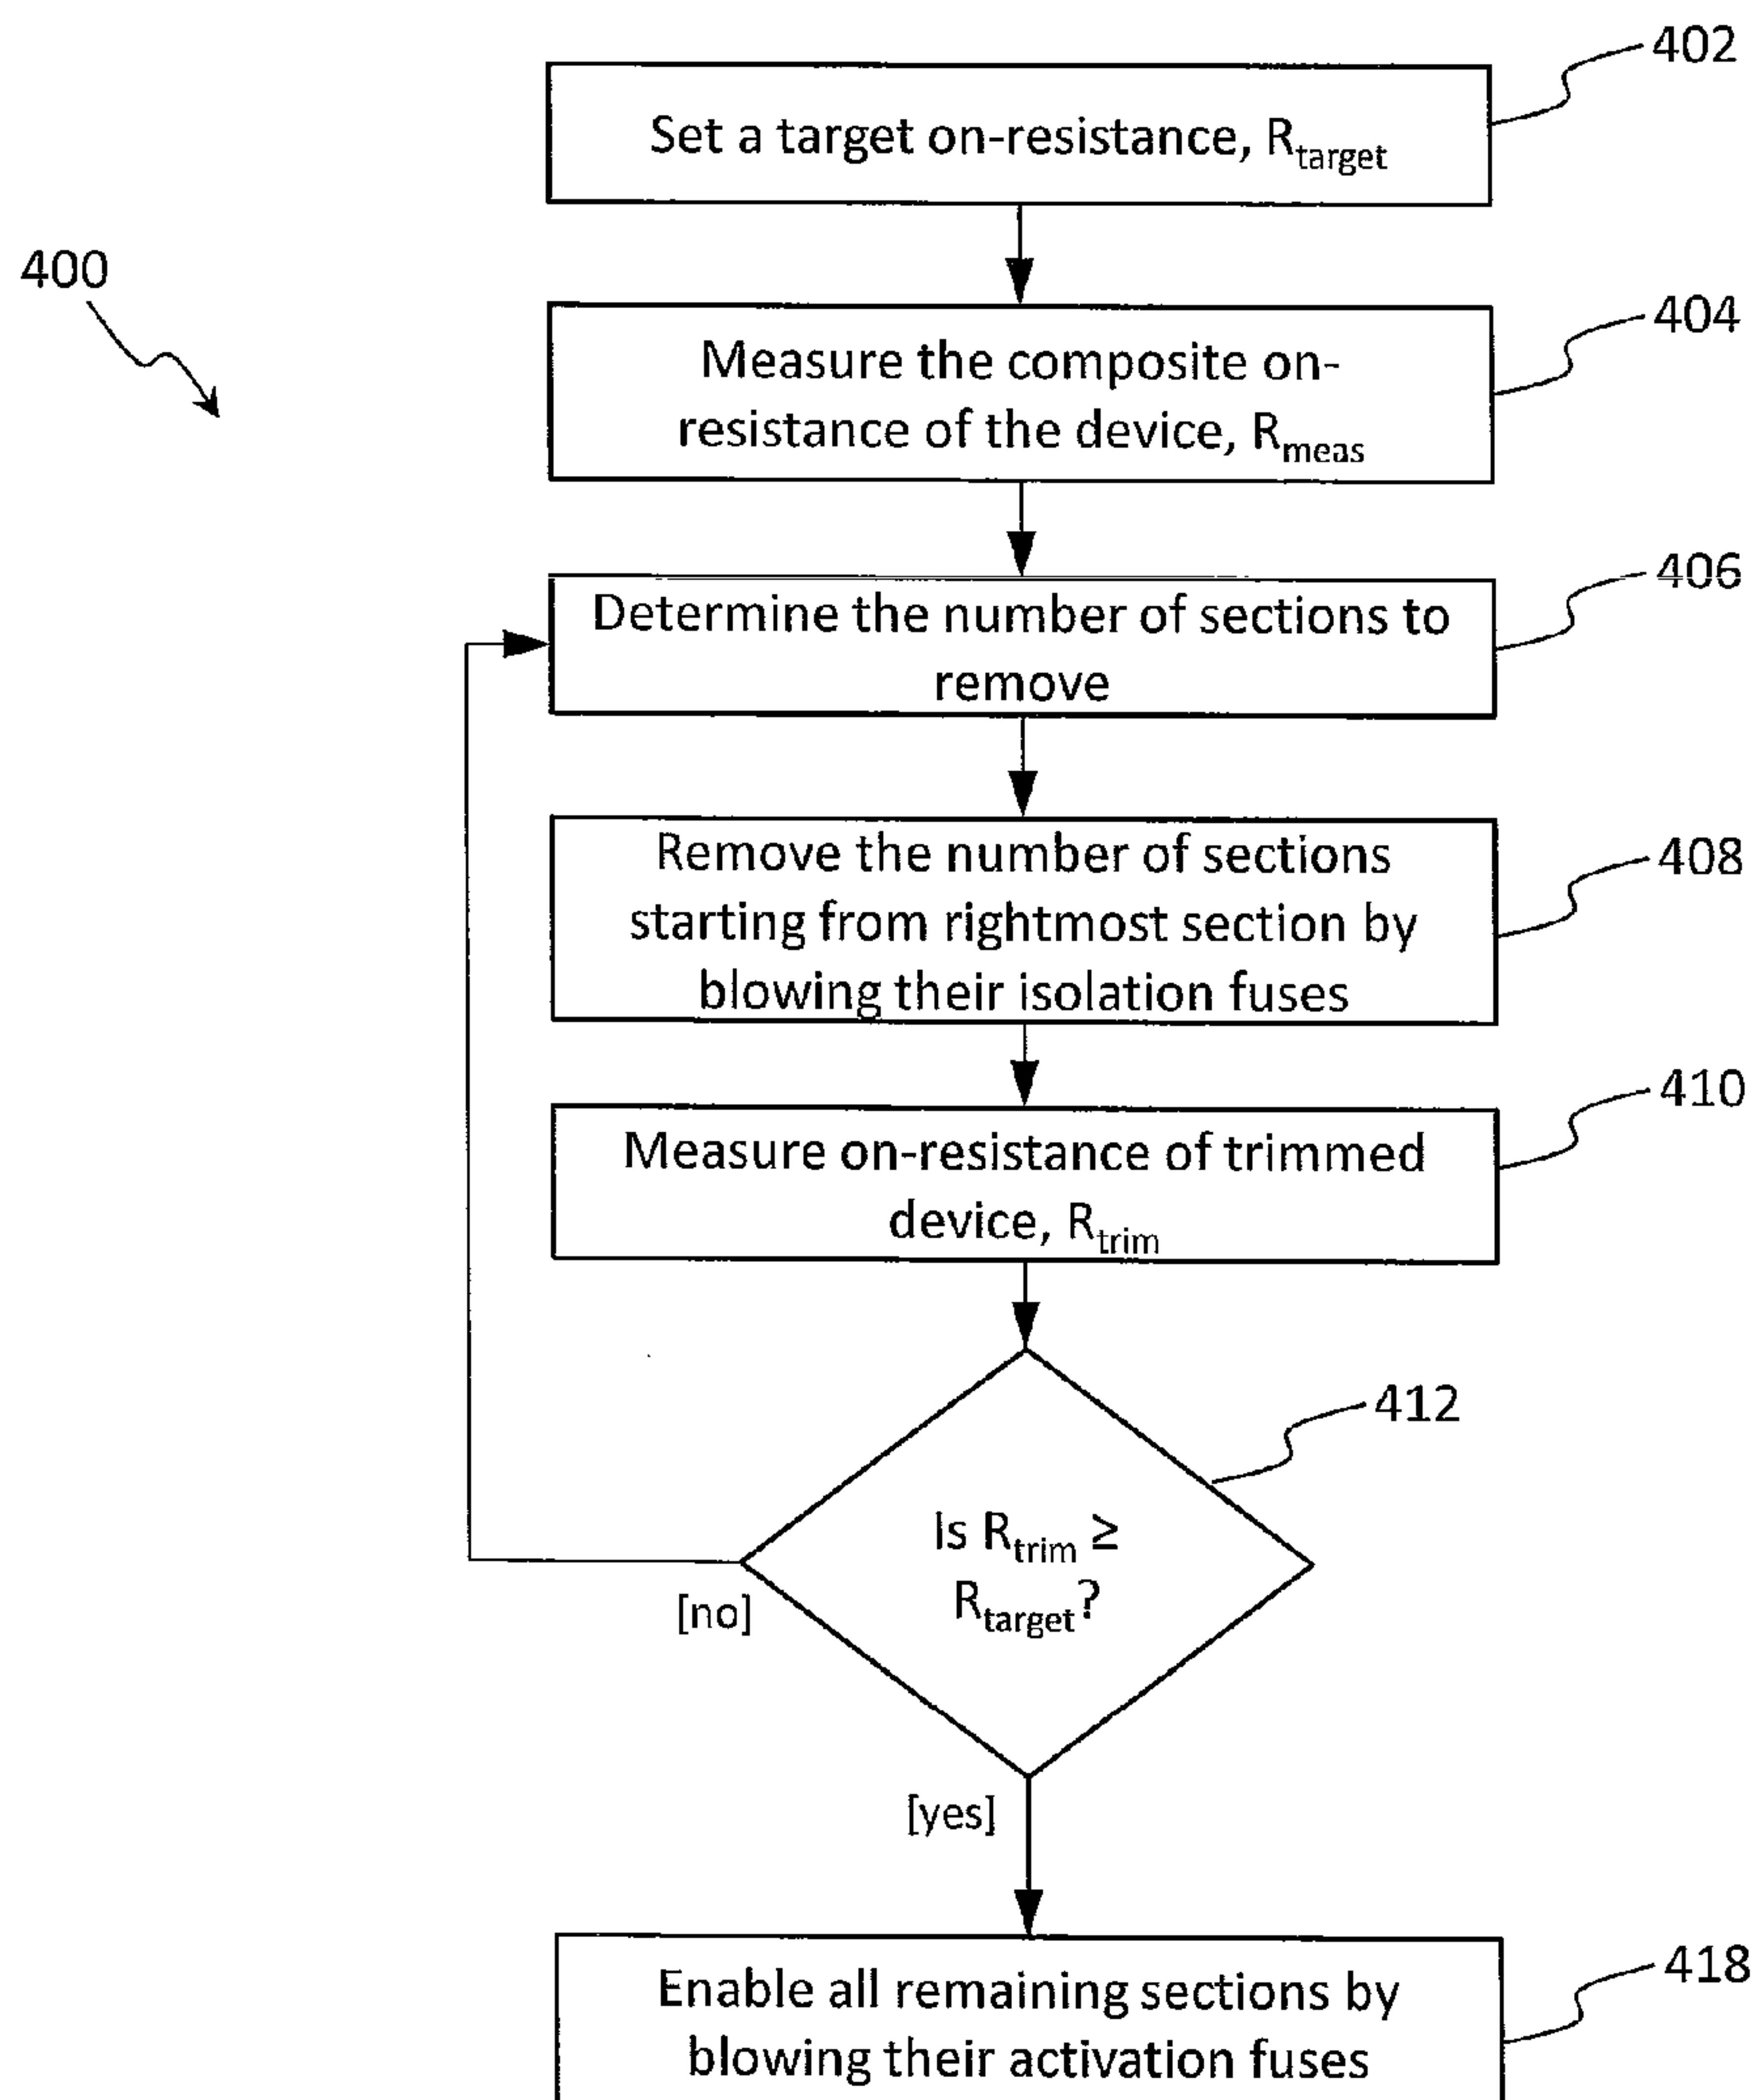 402
Set a target on-resistance, Rtarget
400
404
Measure the composite on-
resistance of the device, Rmeas
406
Determine the number of sections to
remove
408
Remove the number of sections
starting from rightmost section by
blowing their isolation fuses
410
Measure on-resistance of trimmed
device, Rtrim
412
Is Rtrim ≥
Rtarget?
[no]
[yes]
418
Enable all remaining sections by
blowing their activation fuses